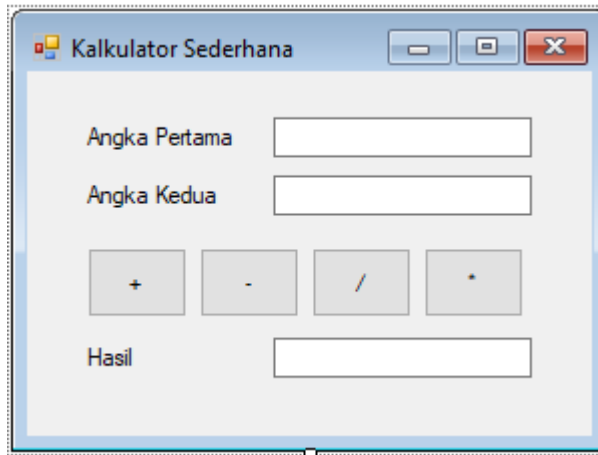 Kalkulator Sederhana
Angka Pertama
Angka Kedua
+ - / *
Hasil